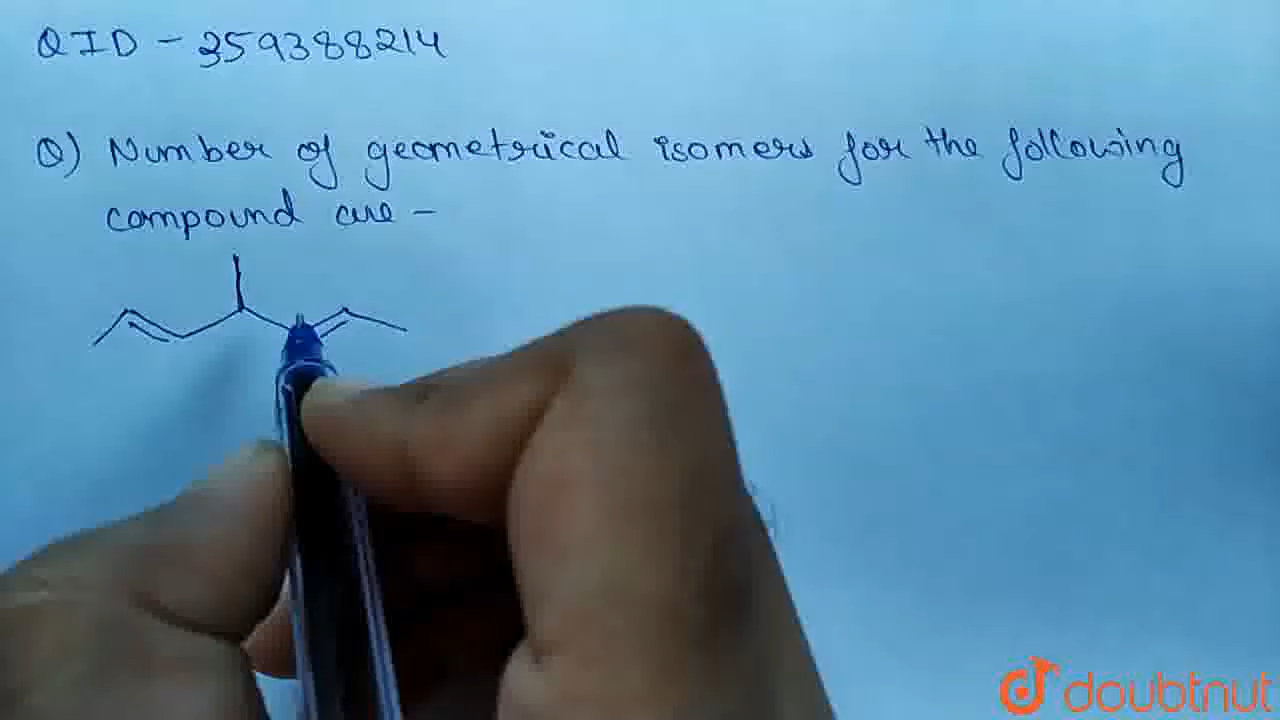 QID - 359388214
Q) Number of geometrical isomers for the following
compound are -
doubtnut